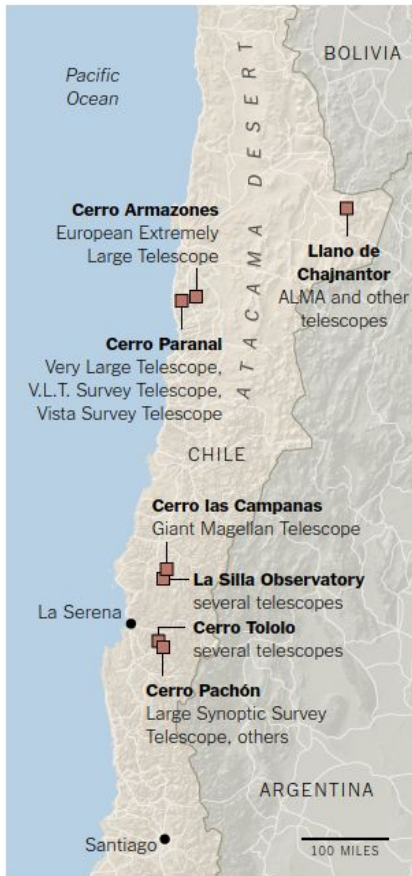 BOLIVIA
Pacific
Ocean
ATACAMA DESERT
Cerro Armazones
European Extremely
Large Telescope
Llano de
Chajnantor
ALMA and other
telescopes
Cerro Paranal
Very Large Telescope,
V.L.T. Survey Telescope,
Vista Survey Telescope
CHILE
Cerro las Campanas
Giant Magellan Telescope
La Silla Observatory
several telescopes
La Serena
Cerro Tololo
several telescopes
Cerro Pachón
Large Synoptic Survey
Telescope, others
ARGENTINA
Santiago
100 MILES